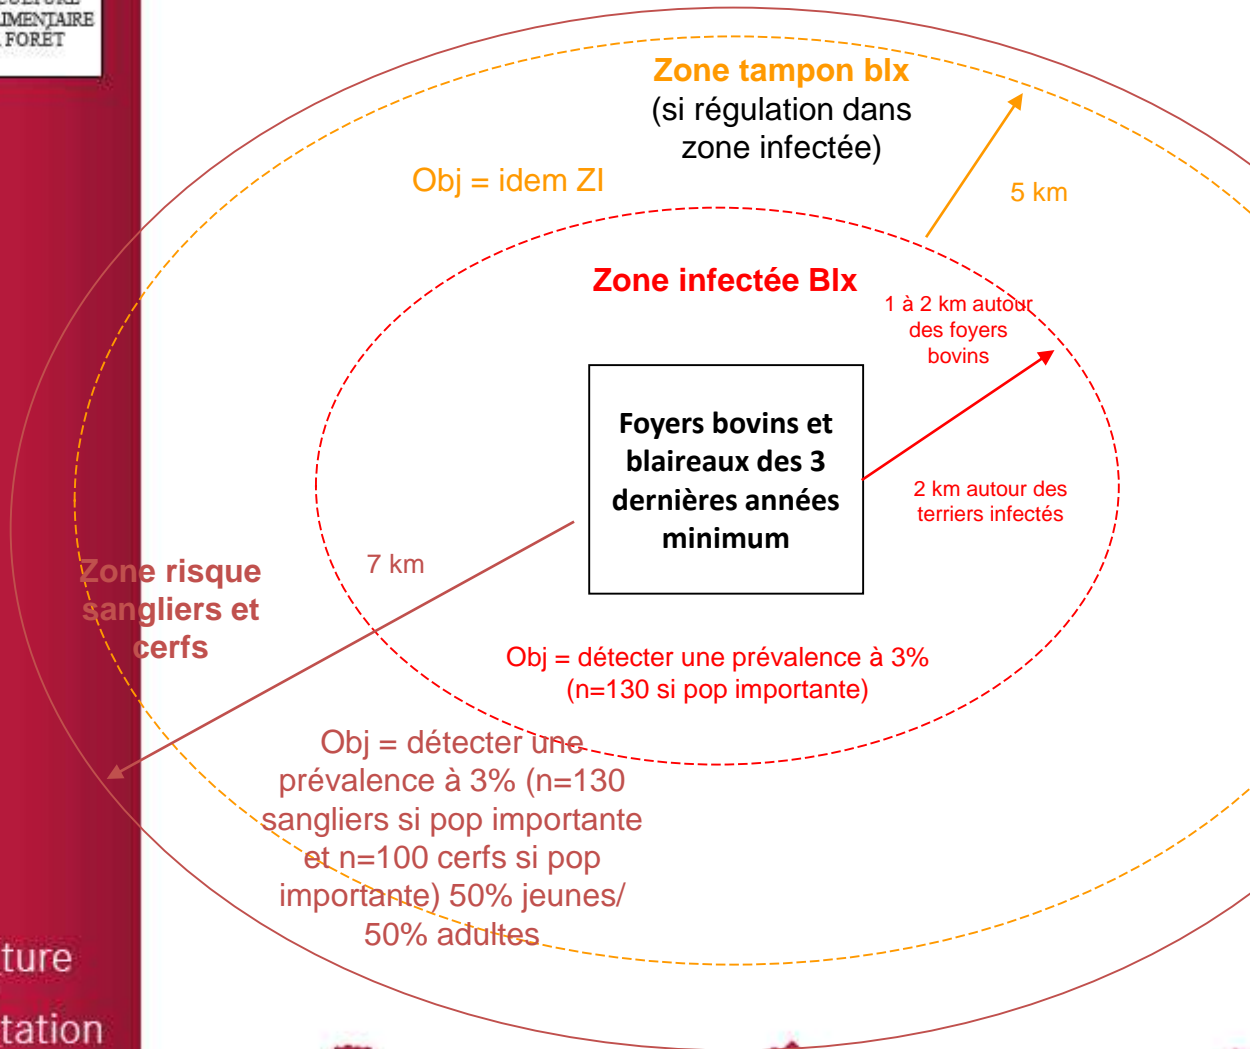 IMENTAIRE
FORÊT
Zone tampon blx
(si régulation dans
zone infectée)
Obj = idem ZI
5 km
Zone infectée Blx
1 à 2 km autour
des foyers
bovins
Foyers bovins et
blaireaux des 3
dernières années
minimum
2 km autour des
terriers infectés
7 km
Zone risque
sangliers et
cerfs
Obj = détecter une prévalence à 3%
(n=130 si pop importante)
Obj = détecter une
prévalence à 3% (n=130
sangliers si pop importante
et n=100 cerfs si pop
importante) 50% jeunes/
50% adultes
ture
tation